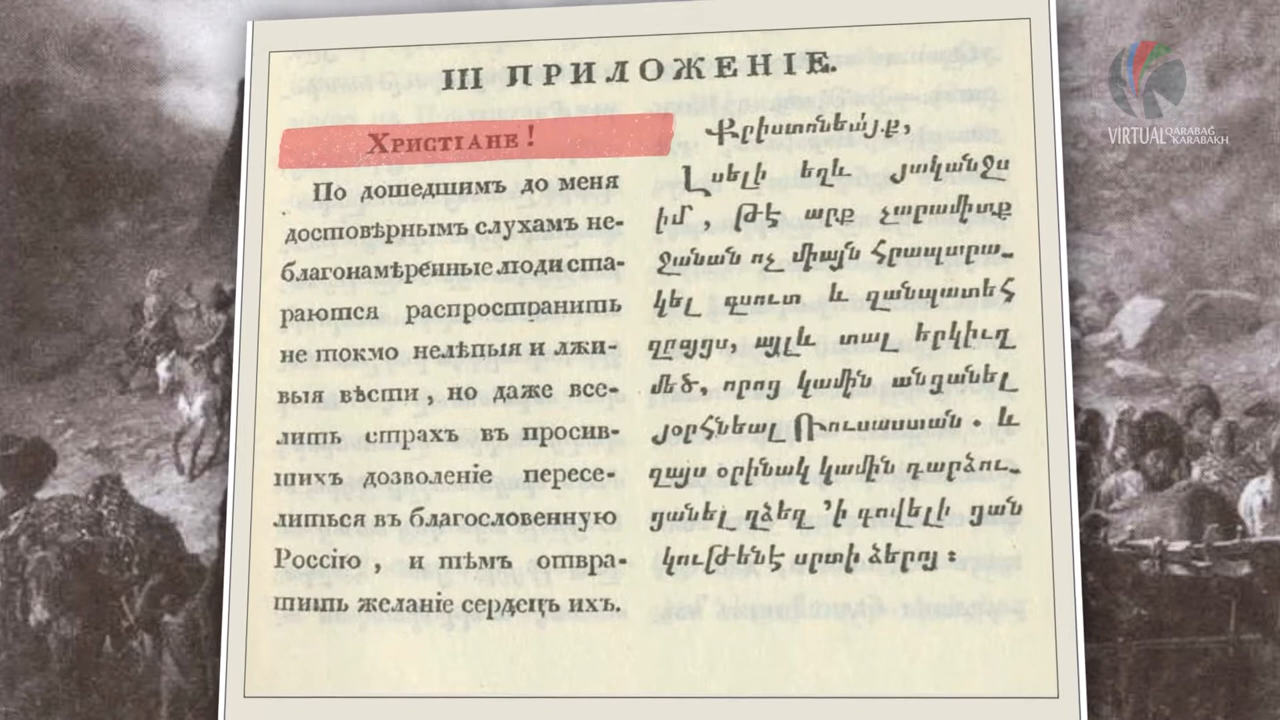 III ПРИЛОЖЕНІЕ.
Христіане!
По дошедшимъ до меня
достовѣрнымъ слухамъ не-
благонамѣренные люди ста-
раются распространить
не токмо нелѣпыя и лжи-
выя вѣсти, но даже все-
лить страхъ въ просив-
шихъ дозволеніе пересе-
литься въ благословенную
Россію, и тѣмъ отвра-
тить желаніе сердецъ ихъ.
Քրիստոնեայք,
Լսելի եղև յականջս
իմ, թէ արք չարամիտք
ջանան ոչ միայն հրապարա-
կել զսուտ և զանպատեհ
զրոյցս, այլև տալ երկիւղ
մեծ, որոց կամին անցանել
յօրհնեալ Ռուսաստան. և
զայս օրինակ կամին դարձու-
ցանել զձեզ ՚ի գովելի ցան
կութենէ սրտի ձերոյ։
VIRTUAL QARABAĞ
KARABAKH